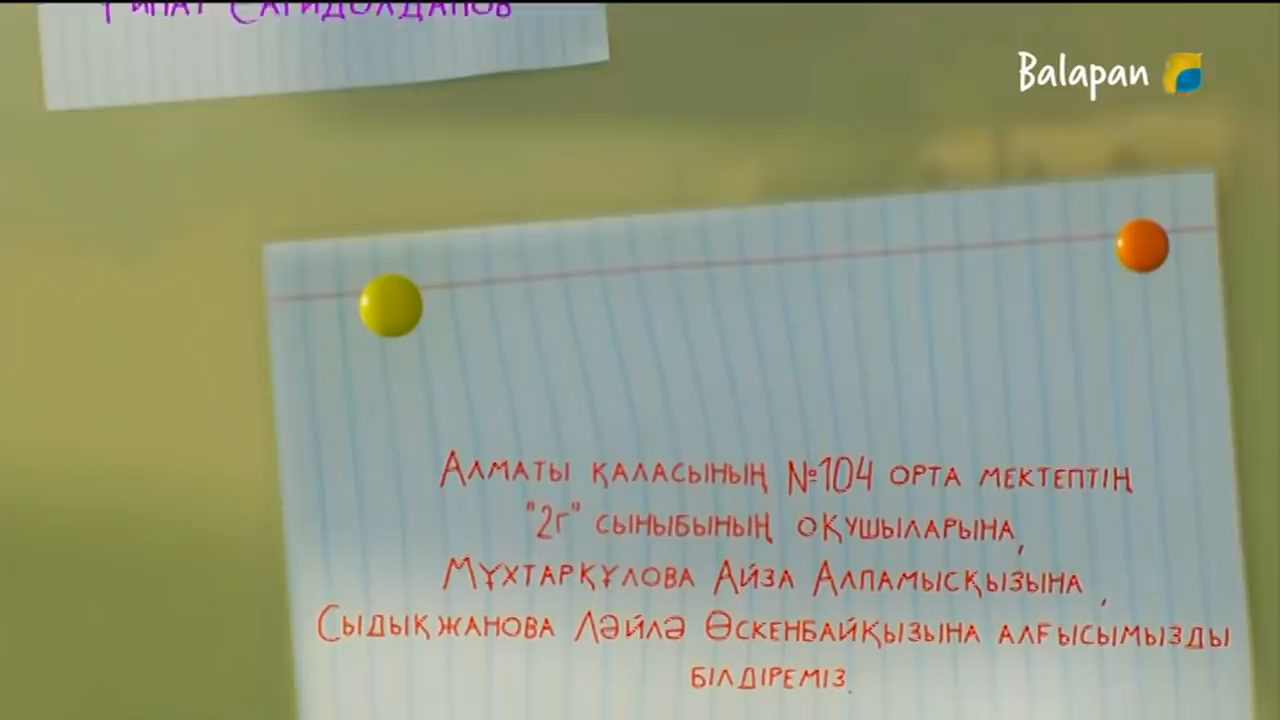 Balapan
Алматы қаласының №104 орта мектептің
"2г" сыныбының оқушыларына,
Мұхтарқұлова Айза Алпамысқызына,
Сыдықжанова Ләйлә Өскенбайқызына алғысымызды
білдіреміз.